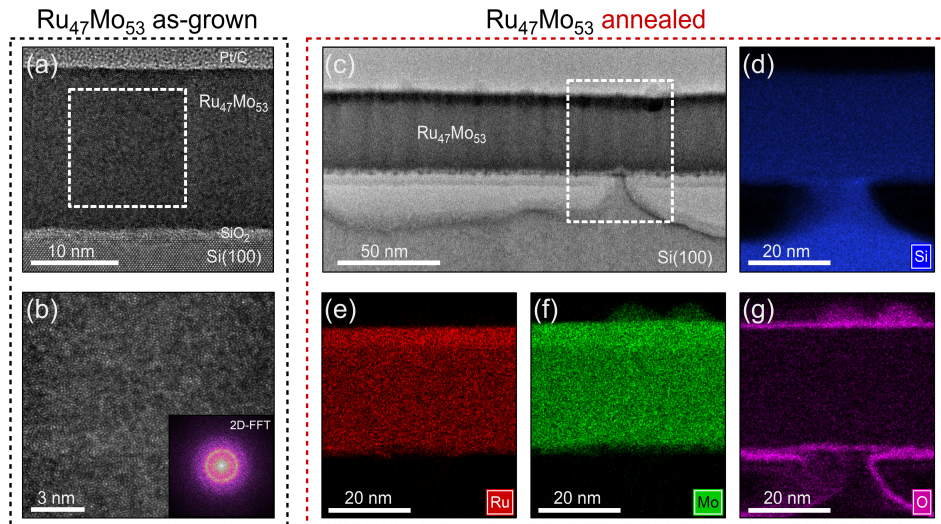 Ru₄₇Mo₅₃ as-grown
Ru₄₇Mo₅₃ annealed
(a)
Pt/C
Ru₄₇Mo₅₃
SiO₂
10 nm
Si(100)
(b)
2D-FFT
3 nm
(c)
Ru₄₇Mo₅₃
50 nm
Si(100)
(d)
20 nm
Si
(e)
20 nm
Ru
(f)
20 nm
Mo
(g)
20 nm
O